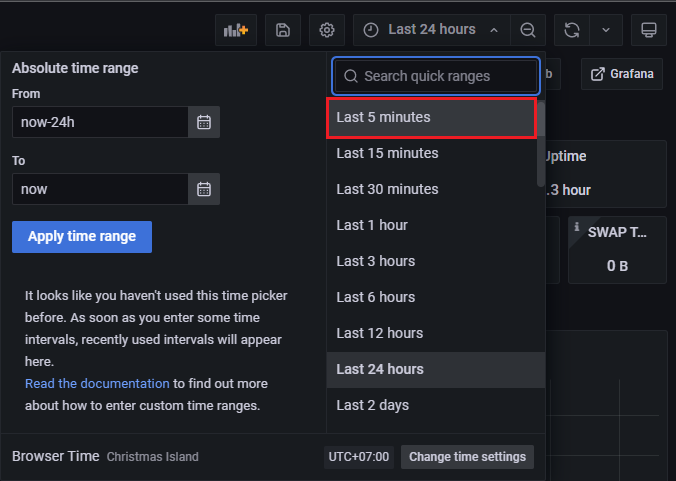 Last 24 hours
Absolute time range
From
now-24h
To
now
Apply time range
It looks like you haven't used this time picker
before. As soon as you enter some time
intervals, recently used intervals will appear
here.
Read the documentation to find out more
about how to enter custom time ranges.
Search quick ranges
Last 5 minutes
Last 15 minutes
Last 30 minutes
Last 1 hour
Last 3 hours
Last 6 hours
Last 12 hours
Last 24 hours
Last 2 days
Browser Time Christmas Island
UTC+07:00 Change time settings
b
Grafana
Uptime
.3 hour
SWAP T...
0 B